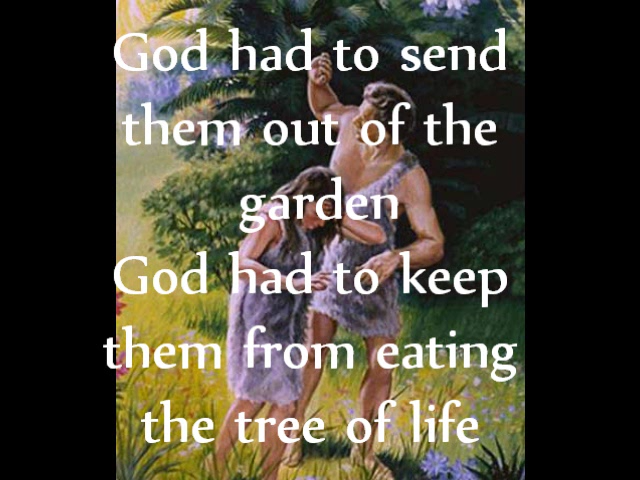 God had to send
them out of the
garden
God had to keep
them from eating
the tree of life